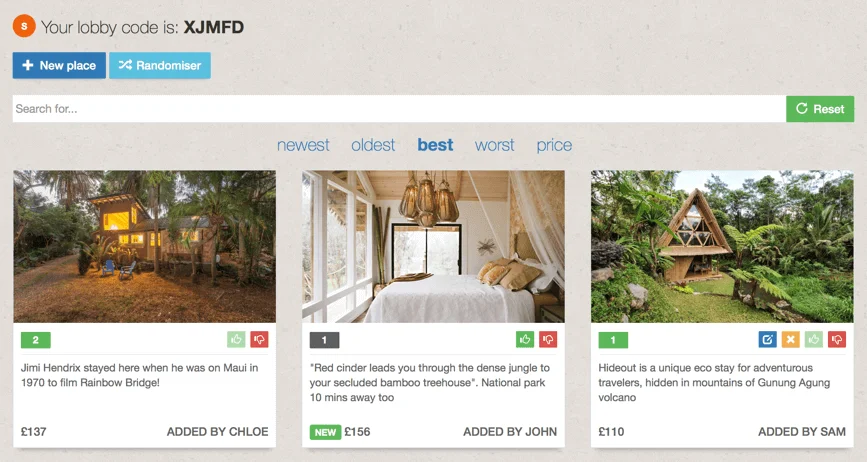 S Your lobby code is: XJMFD
New place Randomiser
Search for... Reset
newest oldest best worst price
2
Jimi Hendrix stayed here when he was on Maui in
1970 to film Rainbow Bridge!
£137 ADDED BY CHLOE
1
"Red cinder leads you through the dense jungle to
your secluded bamboo treehouse". National park
10 mins away too
NEW £156 ADDED BY JOHN
1
Hideout is a unique eco stay for adventurous
travelers, hidden in mountains of Gunung Agung
volcano
£110 ADDED BY SAM